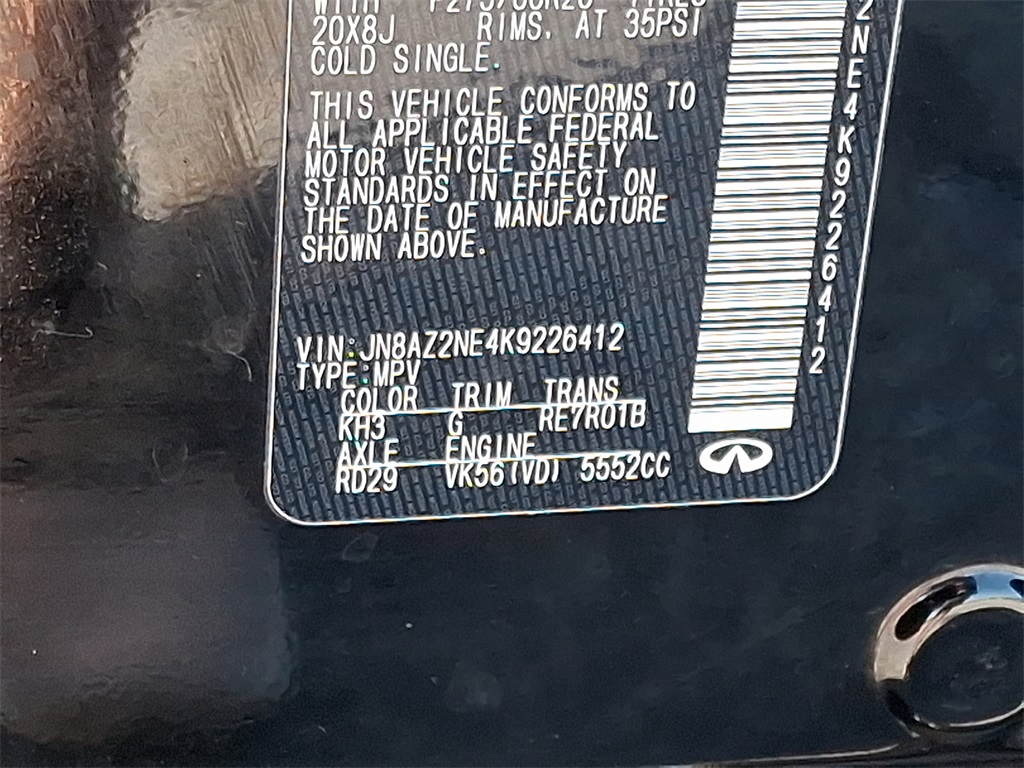 20X8J RIMS. AT 35PSI
COLD SINGLE.
THIS VEHICLE CONFORMS TO
ALL APPLICABLE FEDERAL
MOTOR VEHICLE SAFETY
STANDARDS IN EFFECT ON
THE DATE OF MANUFACTURE
SHOWN ABOVE.
VIN:JN8AZ2NE4K9226412
TYPE:MPV
COLOR TRIM TRANS
KH3 G RE7R01B
AXLE ENGINE
RD29 VK56(VD) 5552CC
2NE4K9226412